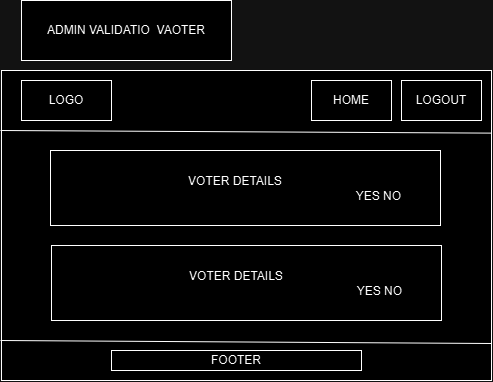 ADMIN VALIDATIO VAOTER
LOGO
HOME
LOGOUT
VOTER DETAILS
YES NO
VOTER DETAILS
YES NO
FOOTER